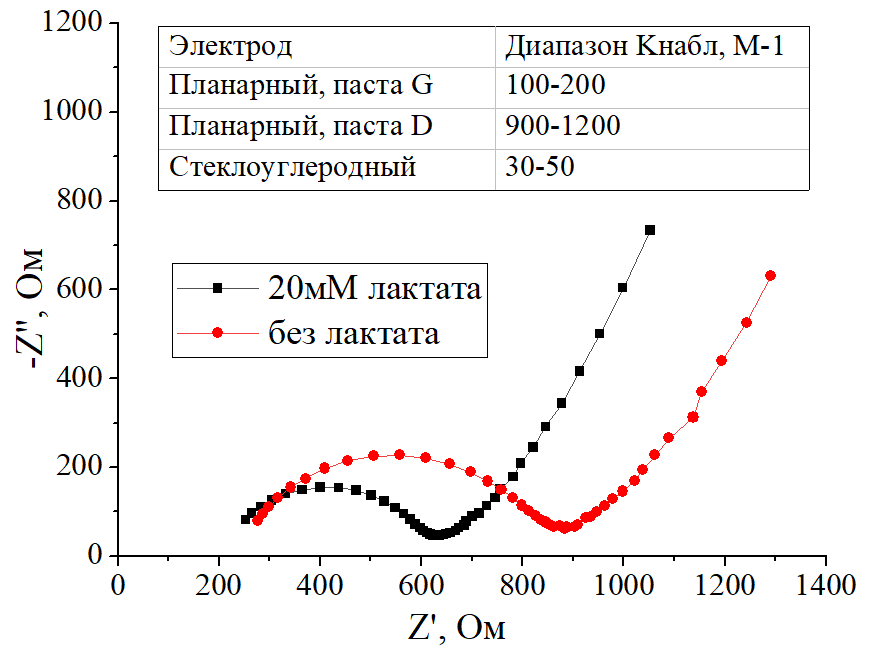 1200
1000
800
600
400
200
0
-Z", Ом
Электрод Диапазон Kнабл, М-1
Планарный, паста G 100-200
Планарный, паста D 900-1200
Стеклоуглеродный 30-50
20мМ лактата
без лактата
0 200 400 600 800 1000 1200 1400
Z', Ом